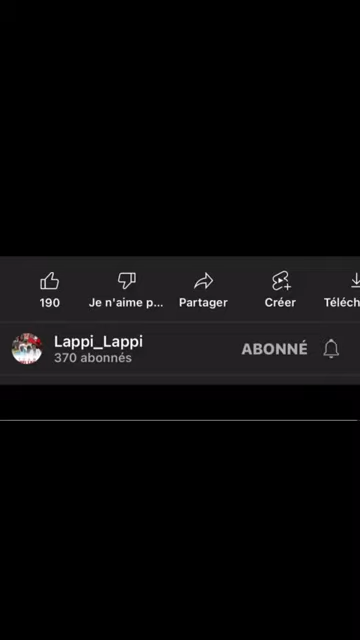 190
Je n'aime p...
Partager
Créer
Téléch
Lappi_Lappi
370 abonnés
ABONNÉ